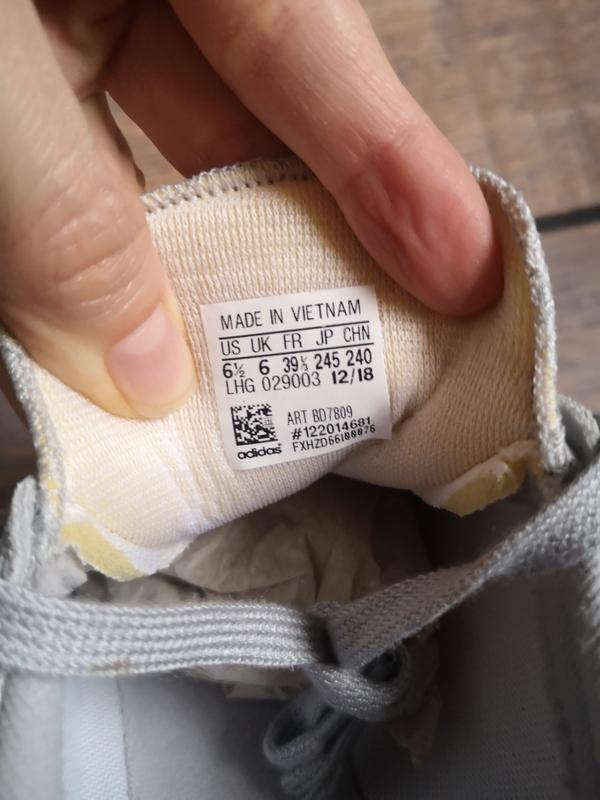 MADE IN VIETNAM
US UK FR JP CHN
6½ 6 39⅓ 245 240
LHG 029003 12/18
ART BD7809
#122014681
FXHZD66100076
adidas